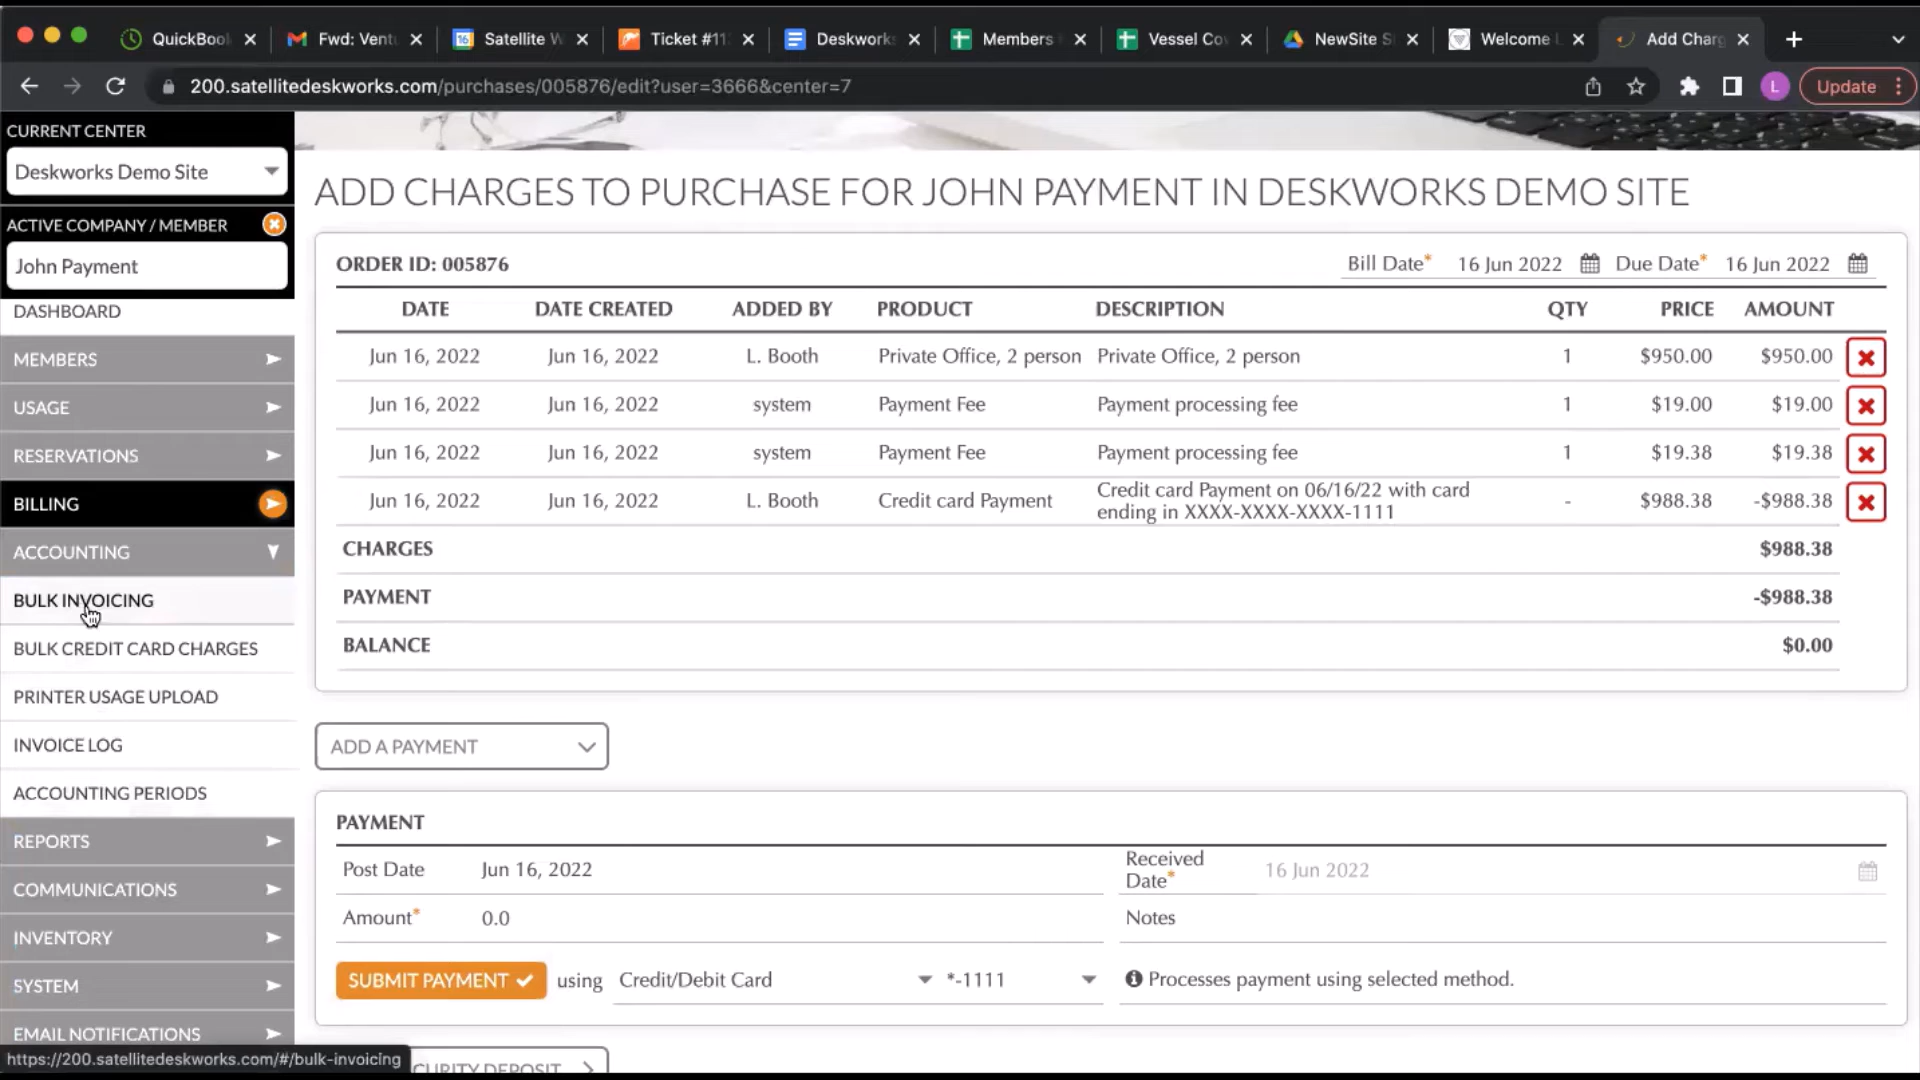 QuickBool
Fwd: Ventu
Satellite W
Ticket #11
Deskworks
Members
Vessel Cov
NewSite S
Welcome
Add Charg
200.satellitedeskworks.com/purchases/005876/edit?user=3666&center=7
L
Update
CURRENT CENTER
Deskworks Demo Site
ACTIVE COMPANY / MEMBER
John Payment
DASHBOARD
MEMBERS
USAGE
RESERVATIONS
BILLING
ACCOUNTING
BULK INVOICING
BULK CREDIT CARD CHARGES
PRINTER USAGE UPLOAD
INVOICE LOG
ACCOUNTING PERIODS
REPORTS
COMMUNICATIONS
INVENTORY
SYSTEM
EMAIL NOTIFICATIONS
https://200.satellitedeskworks.com/#/bulk-invoicing
ADD CHARGES TO PURCHASE FOR JOHN PAYMENT IN DESKWORKS DEMO SITE
ORDER ID: 005876 Bill Date* 16 Jun 2022 Due Date* 16 Jun 2022
DATE DATE CREATED ADDED BY PRODUCT DESCRIPTION QTY PRICE AMOUNT
Jun 16, 2022 Jun 16, 2022 L. Booth Private Office, 2 person Private Office, 2 person 1 $950.00 $950.00
Jun 16, 2022 Jun 16, 2022 system Payment Fee Payment processing fee 1 $19.00 $19.00
Jun 16, 2022 Jun 16, 2022 system Payment Fee Payment processing fee 1 $19.38 $19.38
Jun 16, 2022 Jun 16, 2022 L. Booth Credit card Payment Credit card Payment on 06/16/22 with card - $988.38 -$988.38
ending in XXXX-XXXX-XXXX-1111
CHARGES $988.38
PAYMENT -$988.38
BALANCE $0.00
ADD A PAYMENT
PAYMENT
Post Date Jun 16, 2022 Received Date* 16 Jun 2022
Amount* 0.0 Notes
SUBMIT PAYMENT using Credit/Debit Card *-1111 Processes payment using selected method.
CURITY DEPOSIT